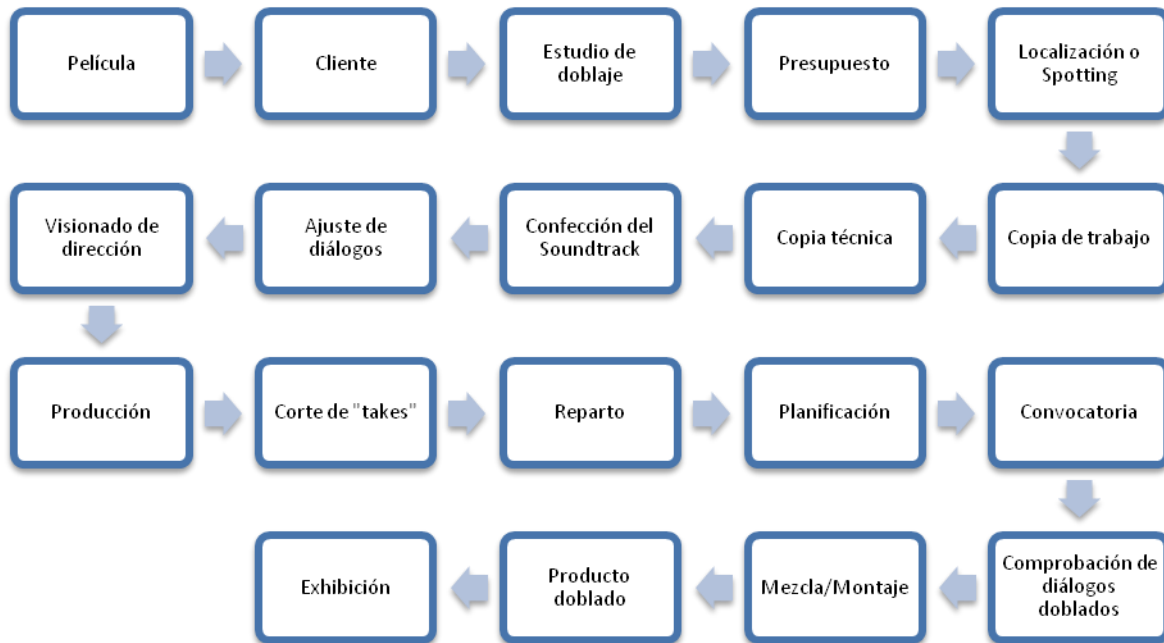 Película
Cliente
Estudio de
doblaje
Presupuesto
Localización o
Spotting
Visionado de
dirección
Ajuste de
diálogos
Confección del
Soundtrack
Copia técnica
Copia de trabajo
Producción
Corte de "takes"
Reparto
Planificación
Convocatoria
Exhibición
Producto
doblado
Mezcla/Montaje
Comprobación de
diálogos
doblados